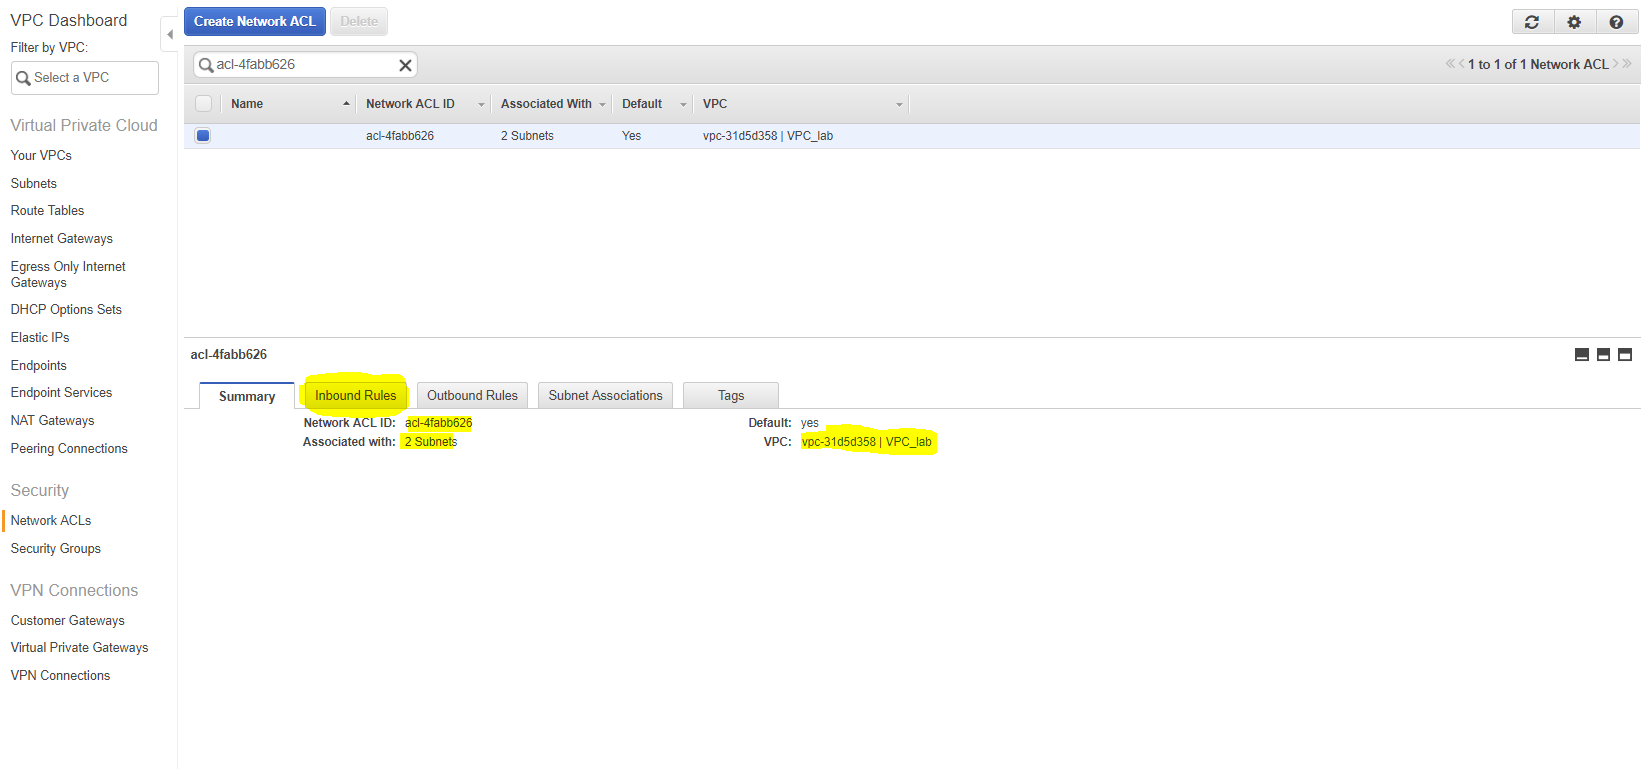 VPC Dashboard
Filter by VPC:
Select a VPC
Virtual Private Cloud
Your VPCs
Subnets
Route Tables
Internet Gateways
Egress Only Internet
Gateways
DHCP Options Sets
Elastic IPs
Endpoints
Endpoint Services
NAT Gateways
Peering Connections
Security
Network ACLs
Security Groups
VPN Connections
Customer Gateways
Virtual Private Gateways
VPN Connections
Create Network ACL Delete
acl-4fabb626 1 to 1 of 1 Network ACL
Name Network ACL ID Associated With Default VPC
acl-4fabb626 2 Subnets Yes vpc-31d5d358 | VPC_lab
acl-4fabb626
Summary Inbound Rules Outbound Rules Subnet Associations Tags
Network ACL ID: acl-4fabb626 Default: yes
Associated with: 2 Subnets VPC: vpc-31d5d358 | VPC_lab